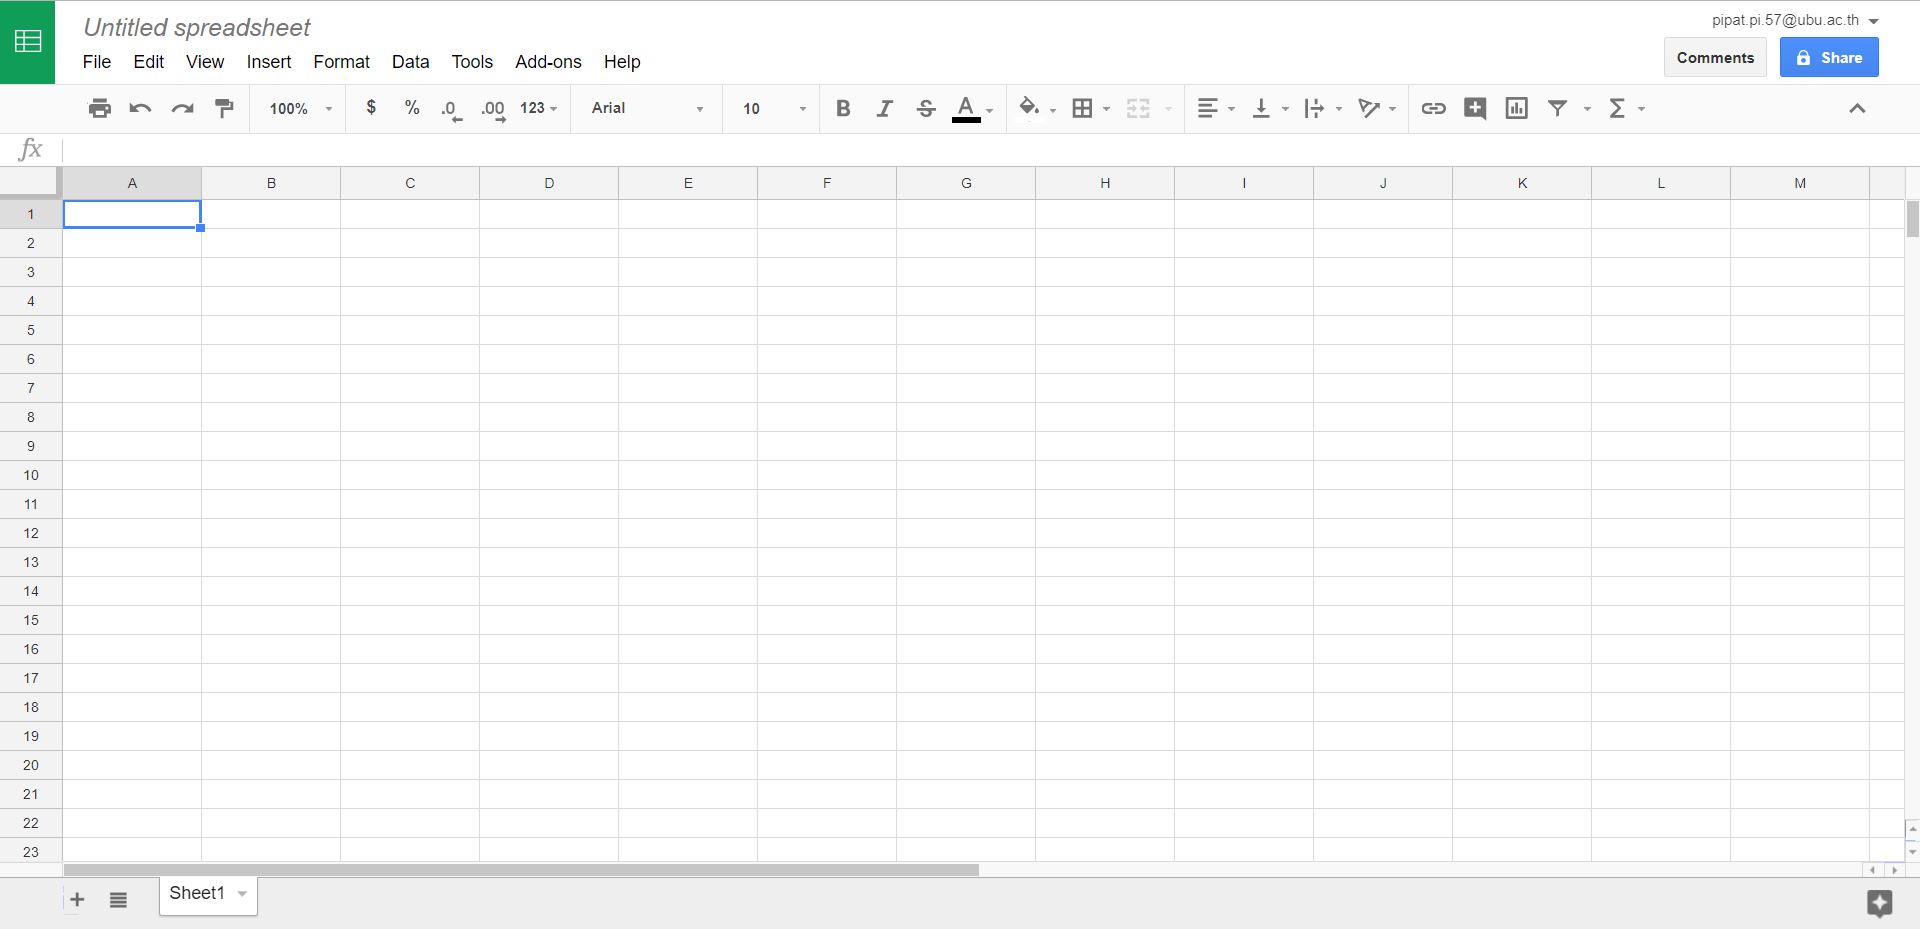 Untitled spreadsheet
pipat.pi.57@ubu.ac.th
File Edit View Insert Format Data Tools Add-ons Help
Comments Share
100% $ % .0 .00 123 Arial 10 B I S A Σ
fx
A B C D E F G H I J K L M
1
2
3
4
5
6
7
8
9
10
11
12
13
14
15
16
17
18
19
20
21
22
23
Sheet1